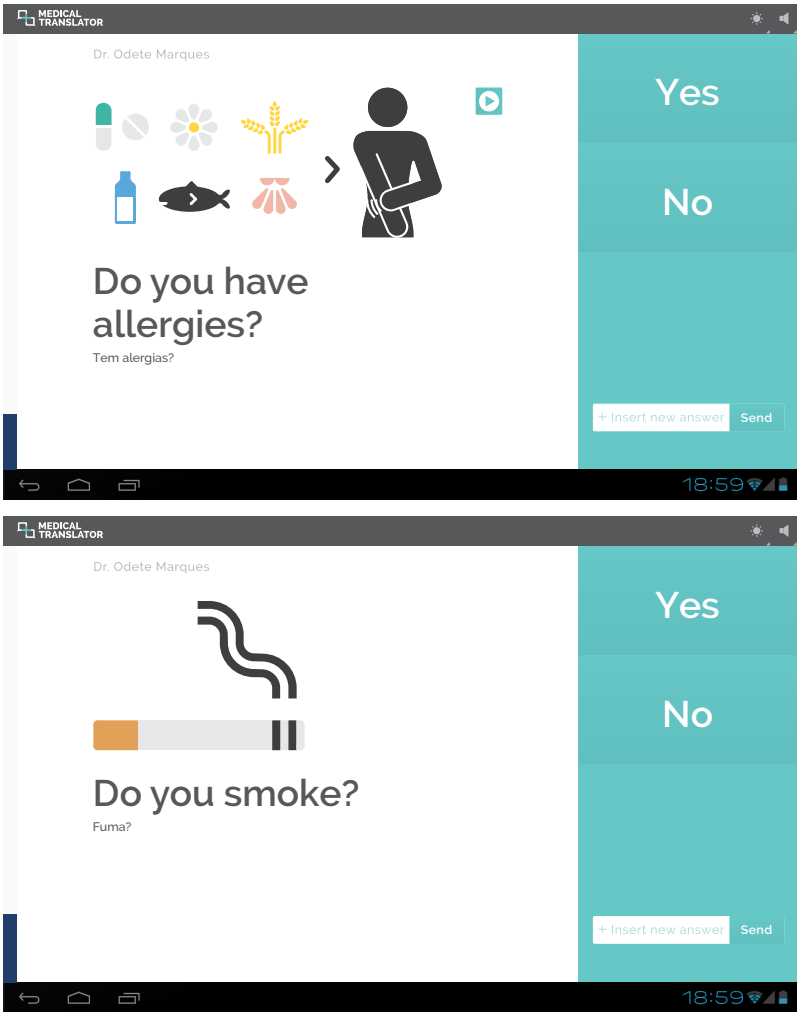 MEDICAL
TRANSLATOR
Dr. Odete Marques
Yes
No
Do you have
allergies?
Tem alergias?
+ Insert new answer
Send
18:59
MEDICAL
TRANSLATOR
Dr. Odete Marques
Yes
No
Do you smoke?
Fuma?
+ Insert new answer
Send
18:59